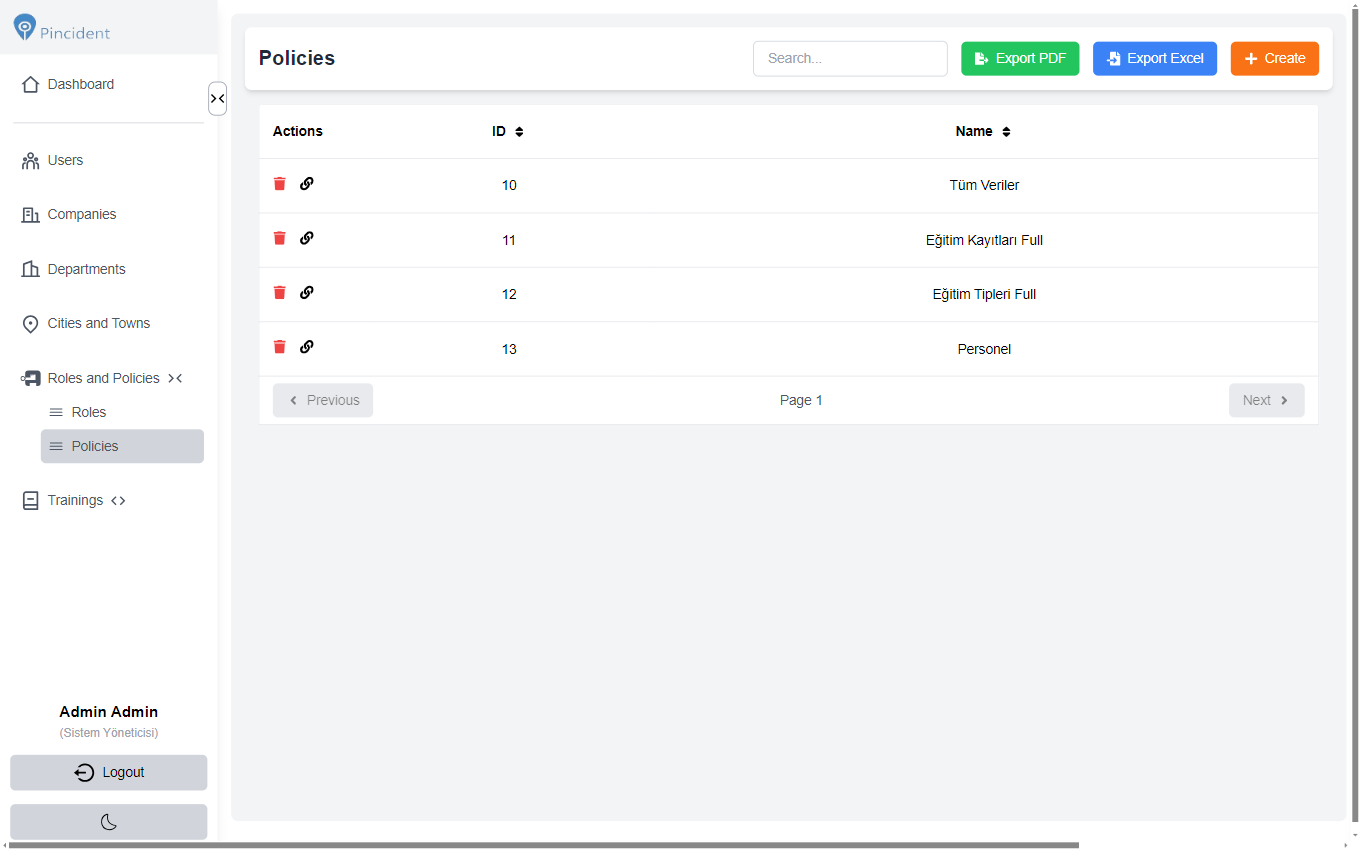 Pincident
Dashboard
Users
Companies
Departments
Cities and Towns
Roles and Policies
Roles
Policies
Trainings
Admin Admin
(Sistem Yöneticisi)
Logout
Policies
Search...
Export PDF
Export Excel
Create
Actions ID Name
10 Tüm Veriler
11 Eğitim Kayıtları Full
12 Eğitim Tipleri Full
13 Personel
Previous Page 1 Next